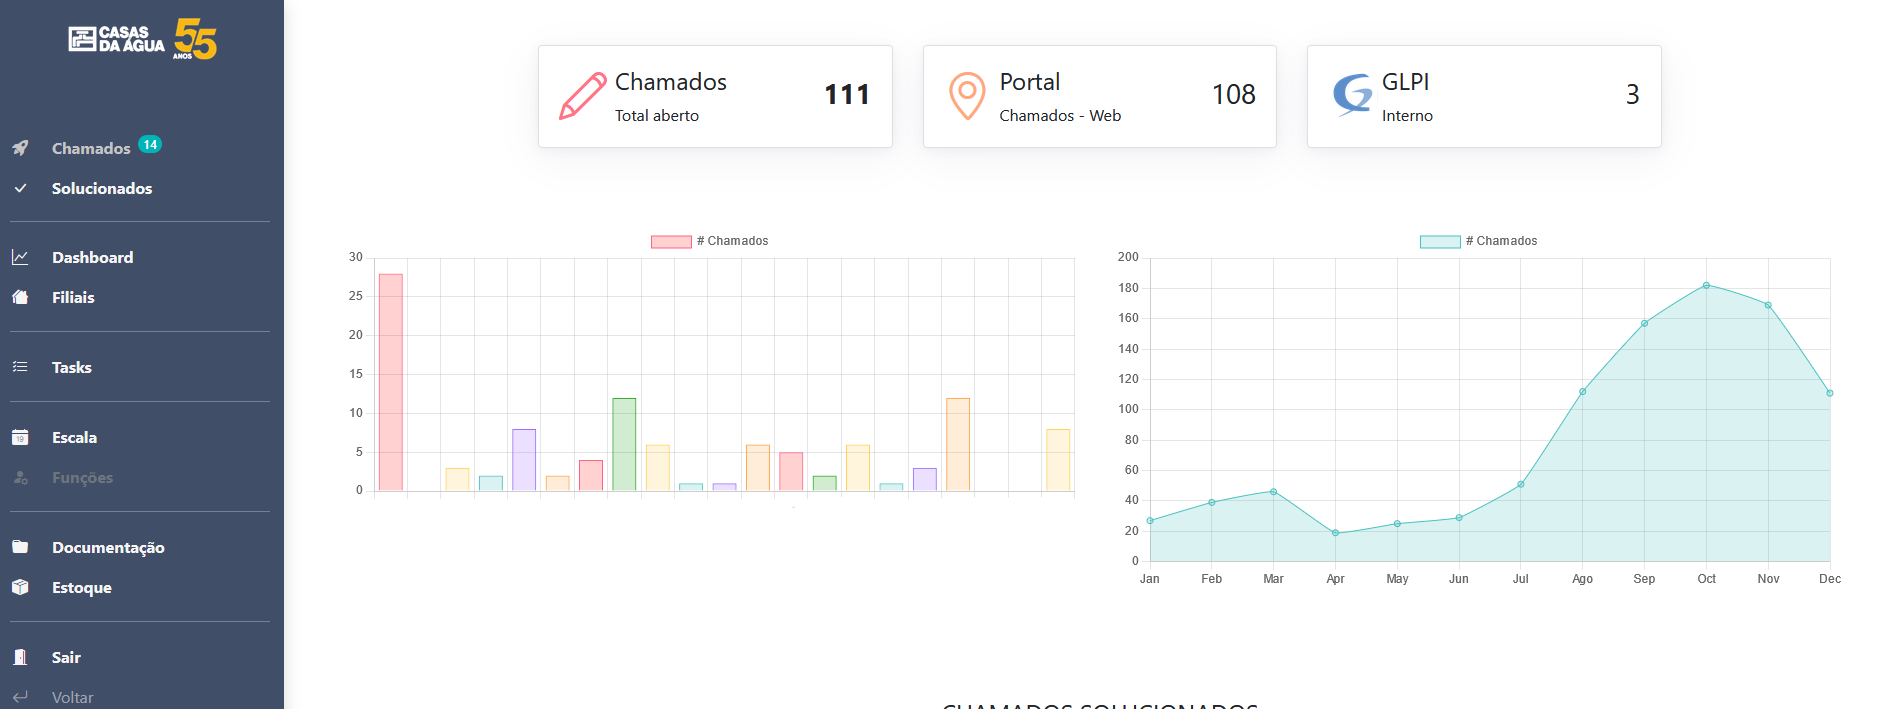 CASAS
DA ÁGUA
55
ANOS
Chamados 14
Solucionados
Dashboard
Filiais
Tasks
19
Escala
Funções
Documentação
Estoque
Sair
Voltar
Chamados
Total aberto
111
Portal
Chamados - Web
108
GLPI
Interno
3
# Chamados
30
25
20
15
10
5
0
# Chamados
200
180
160
140
120
100
80
60
40
20
0
Jan Feb Mar Apr May Jun Jul Ago Sep Oct Nov Dec
CHAMADOS SOLUCIONADOS